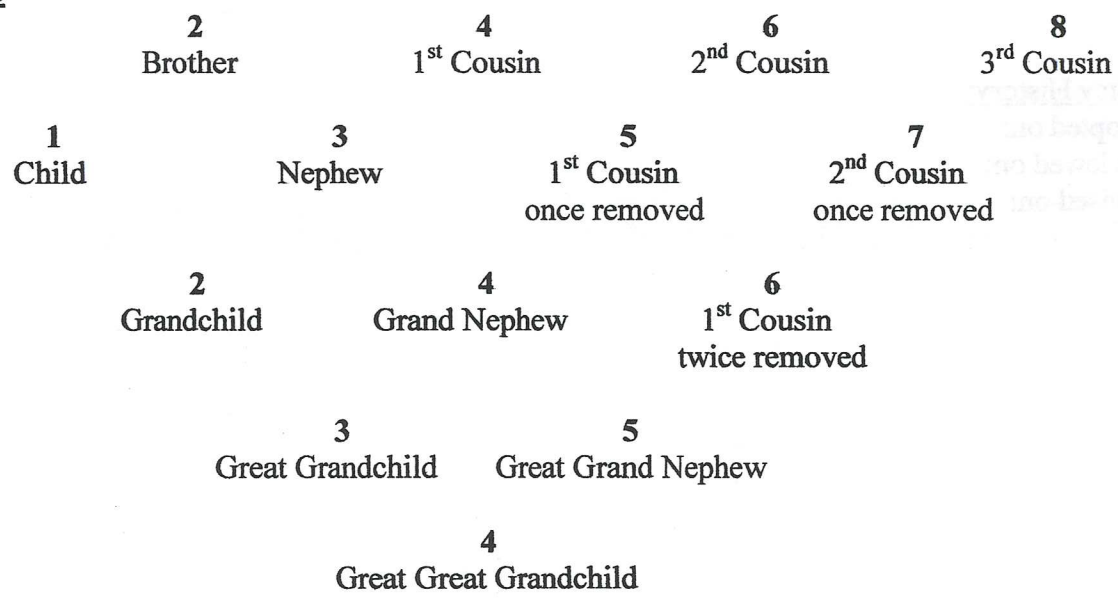 2 4 6 8
Brother 1st Cousin 2nd Cousin 3rd Cousin
1 3 5 7
Child Nephew 1st Cousin 2nd Cousin
once removed once removed
2 4 6
Grandchild Grand Nephew 1st Cousin
twice removed
3 5
Great Grandchild Great Grand Nephew
4
Great Great Grandchild